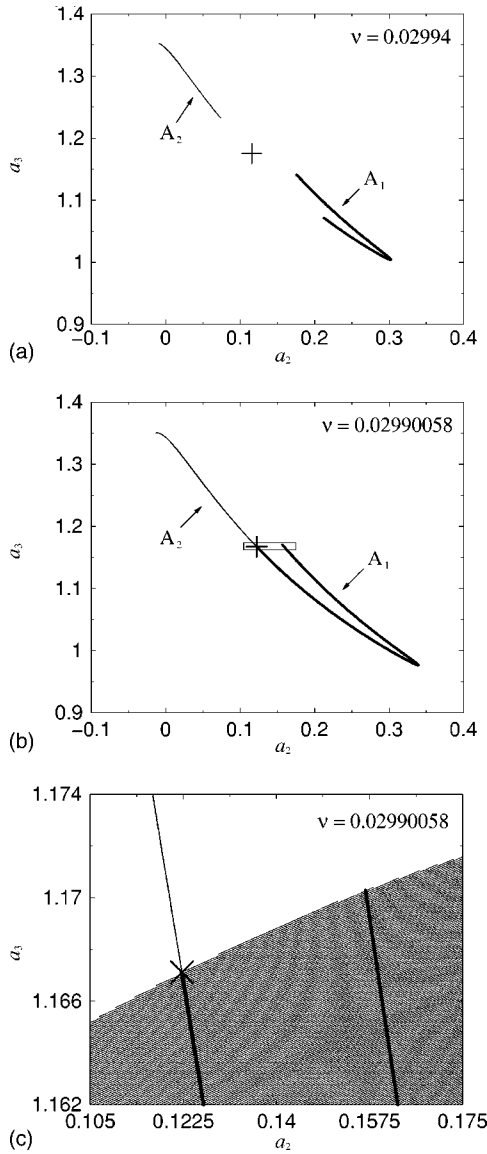 1.4
ν = 0.02994
1.3
A2
1.2
a3
A1
1.1
1
0.9
−0.1 0 0.1 0.2 0.3 0.4
(a)
a2
1.4
ν = 0.02990058
1.3
A2
1.2
a3
A1
1.1
1
0.9
−0.1 0 0.1 0.2 0.3 0.4
(b)
a2
1.174
ν = 0.02990058
1.17
a3
1.166
1.162
0.105 0.1225 0.14 0.1575 0.175
(c)
a2